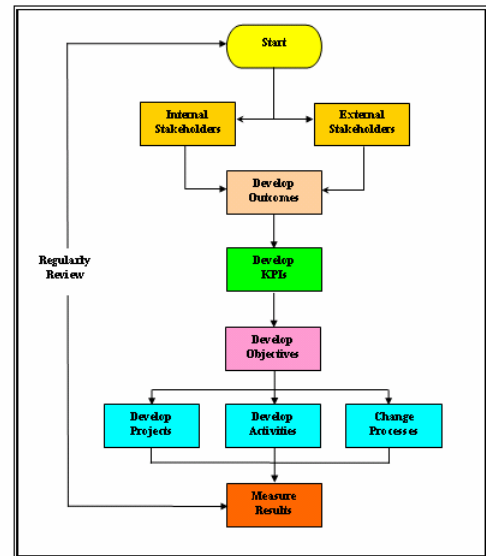 Start
Internal
Stakeholders
External
Stakeholders
Develop
Outcomes
Regularly
Review
Develop
KPIs
Develop
Objectives
Develop
Projects
Develop
Activities
Change
Processes
Measure
Results